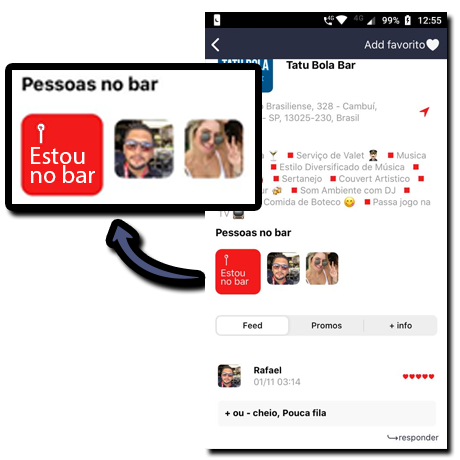 Pessoas no bar
Estou
no bar
4G
4G
99%
12:55
Add favorito
TATU BOLA
Tatu Bola Bar
Brasiliense, 328 - Cambuí,
- SP, 13025-230, Brasil
Serviço de Valet
Musica
Estilo Diversificado de Música
Sertanejo
Couvert Artístico
Som Ambiente com DJ
Comida de Boteco
Passa jogo na
TV
Pessoas no bar
Estou
no bar
Feed
Promos
+ info
Rafael
01/11 03:14
+ ou - cheio, Pouca fila
responder